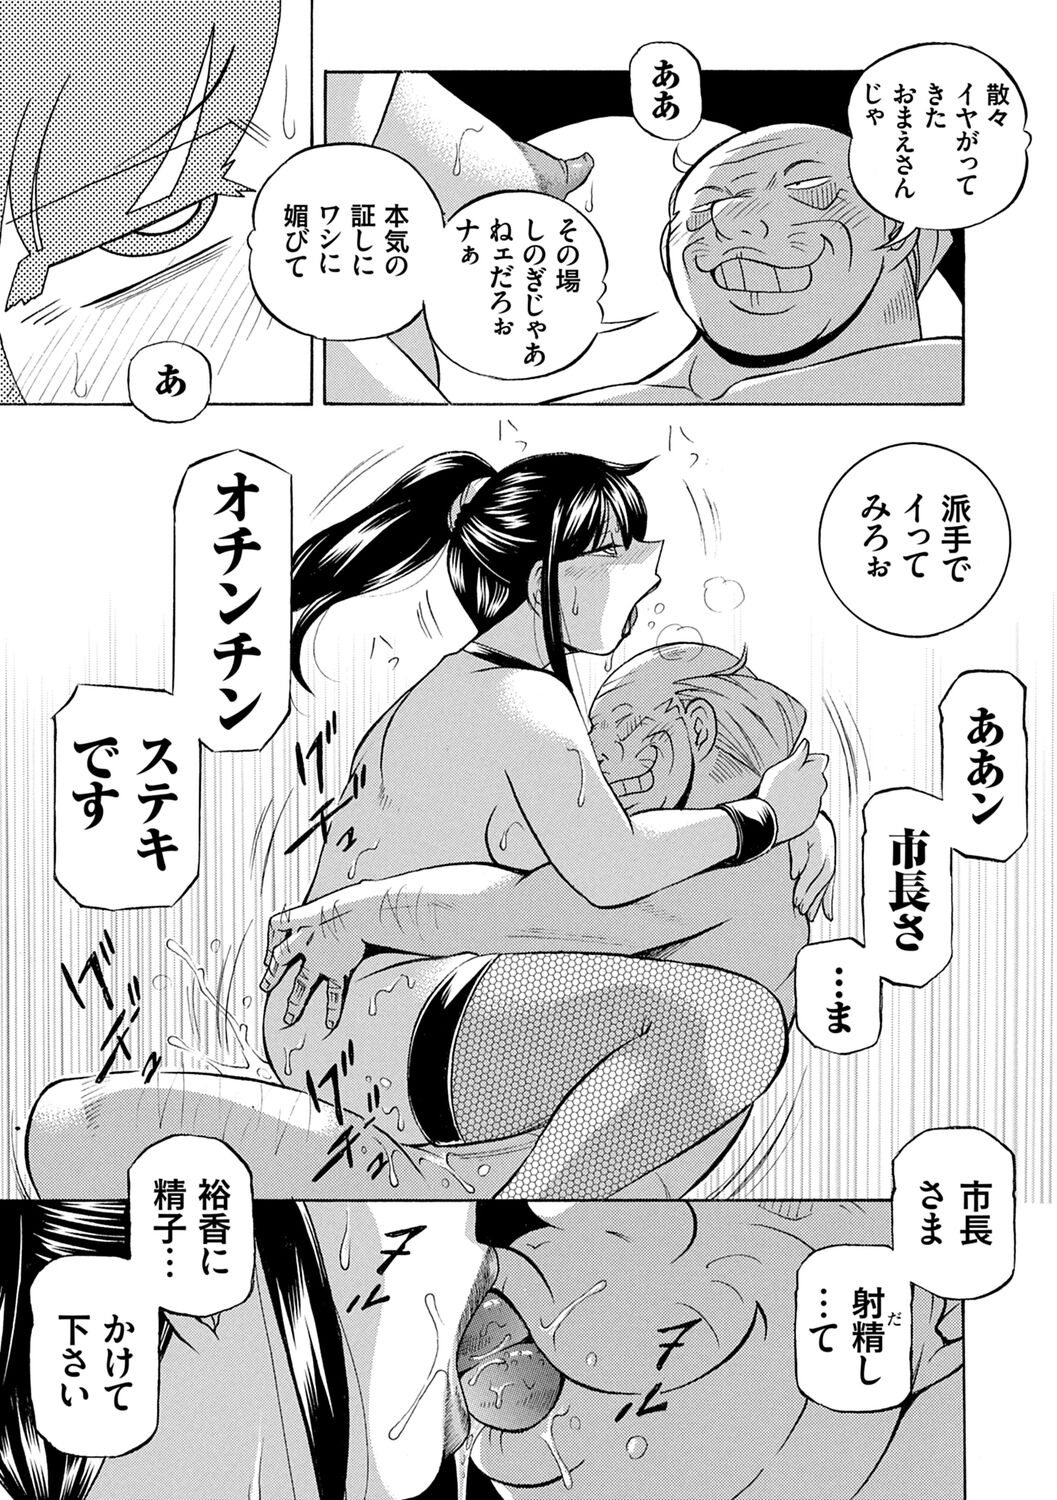 散々
イヤがって
きた
おまえさん
じゃ
ああ
その場
しのぎじゃあ
ねェだろぉ
ナぁ
本気の
証しに
ワシに
媚びて
あ
派手で
イって
みろぉ
ああン
市長さ
…ま
オチンチン
ステキ
です
市長
さま
射精し
だ
…て
裕香に
精子…
かけて
下さい